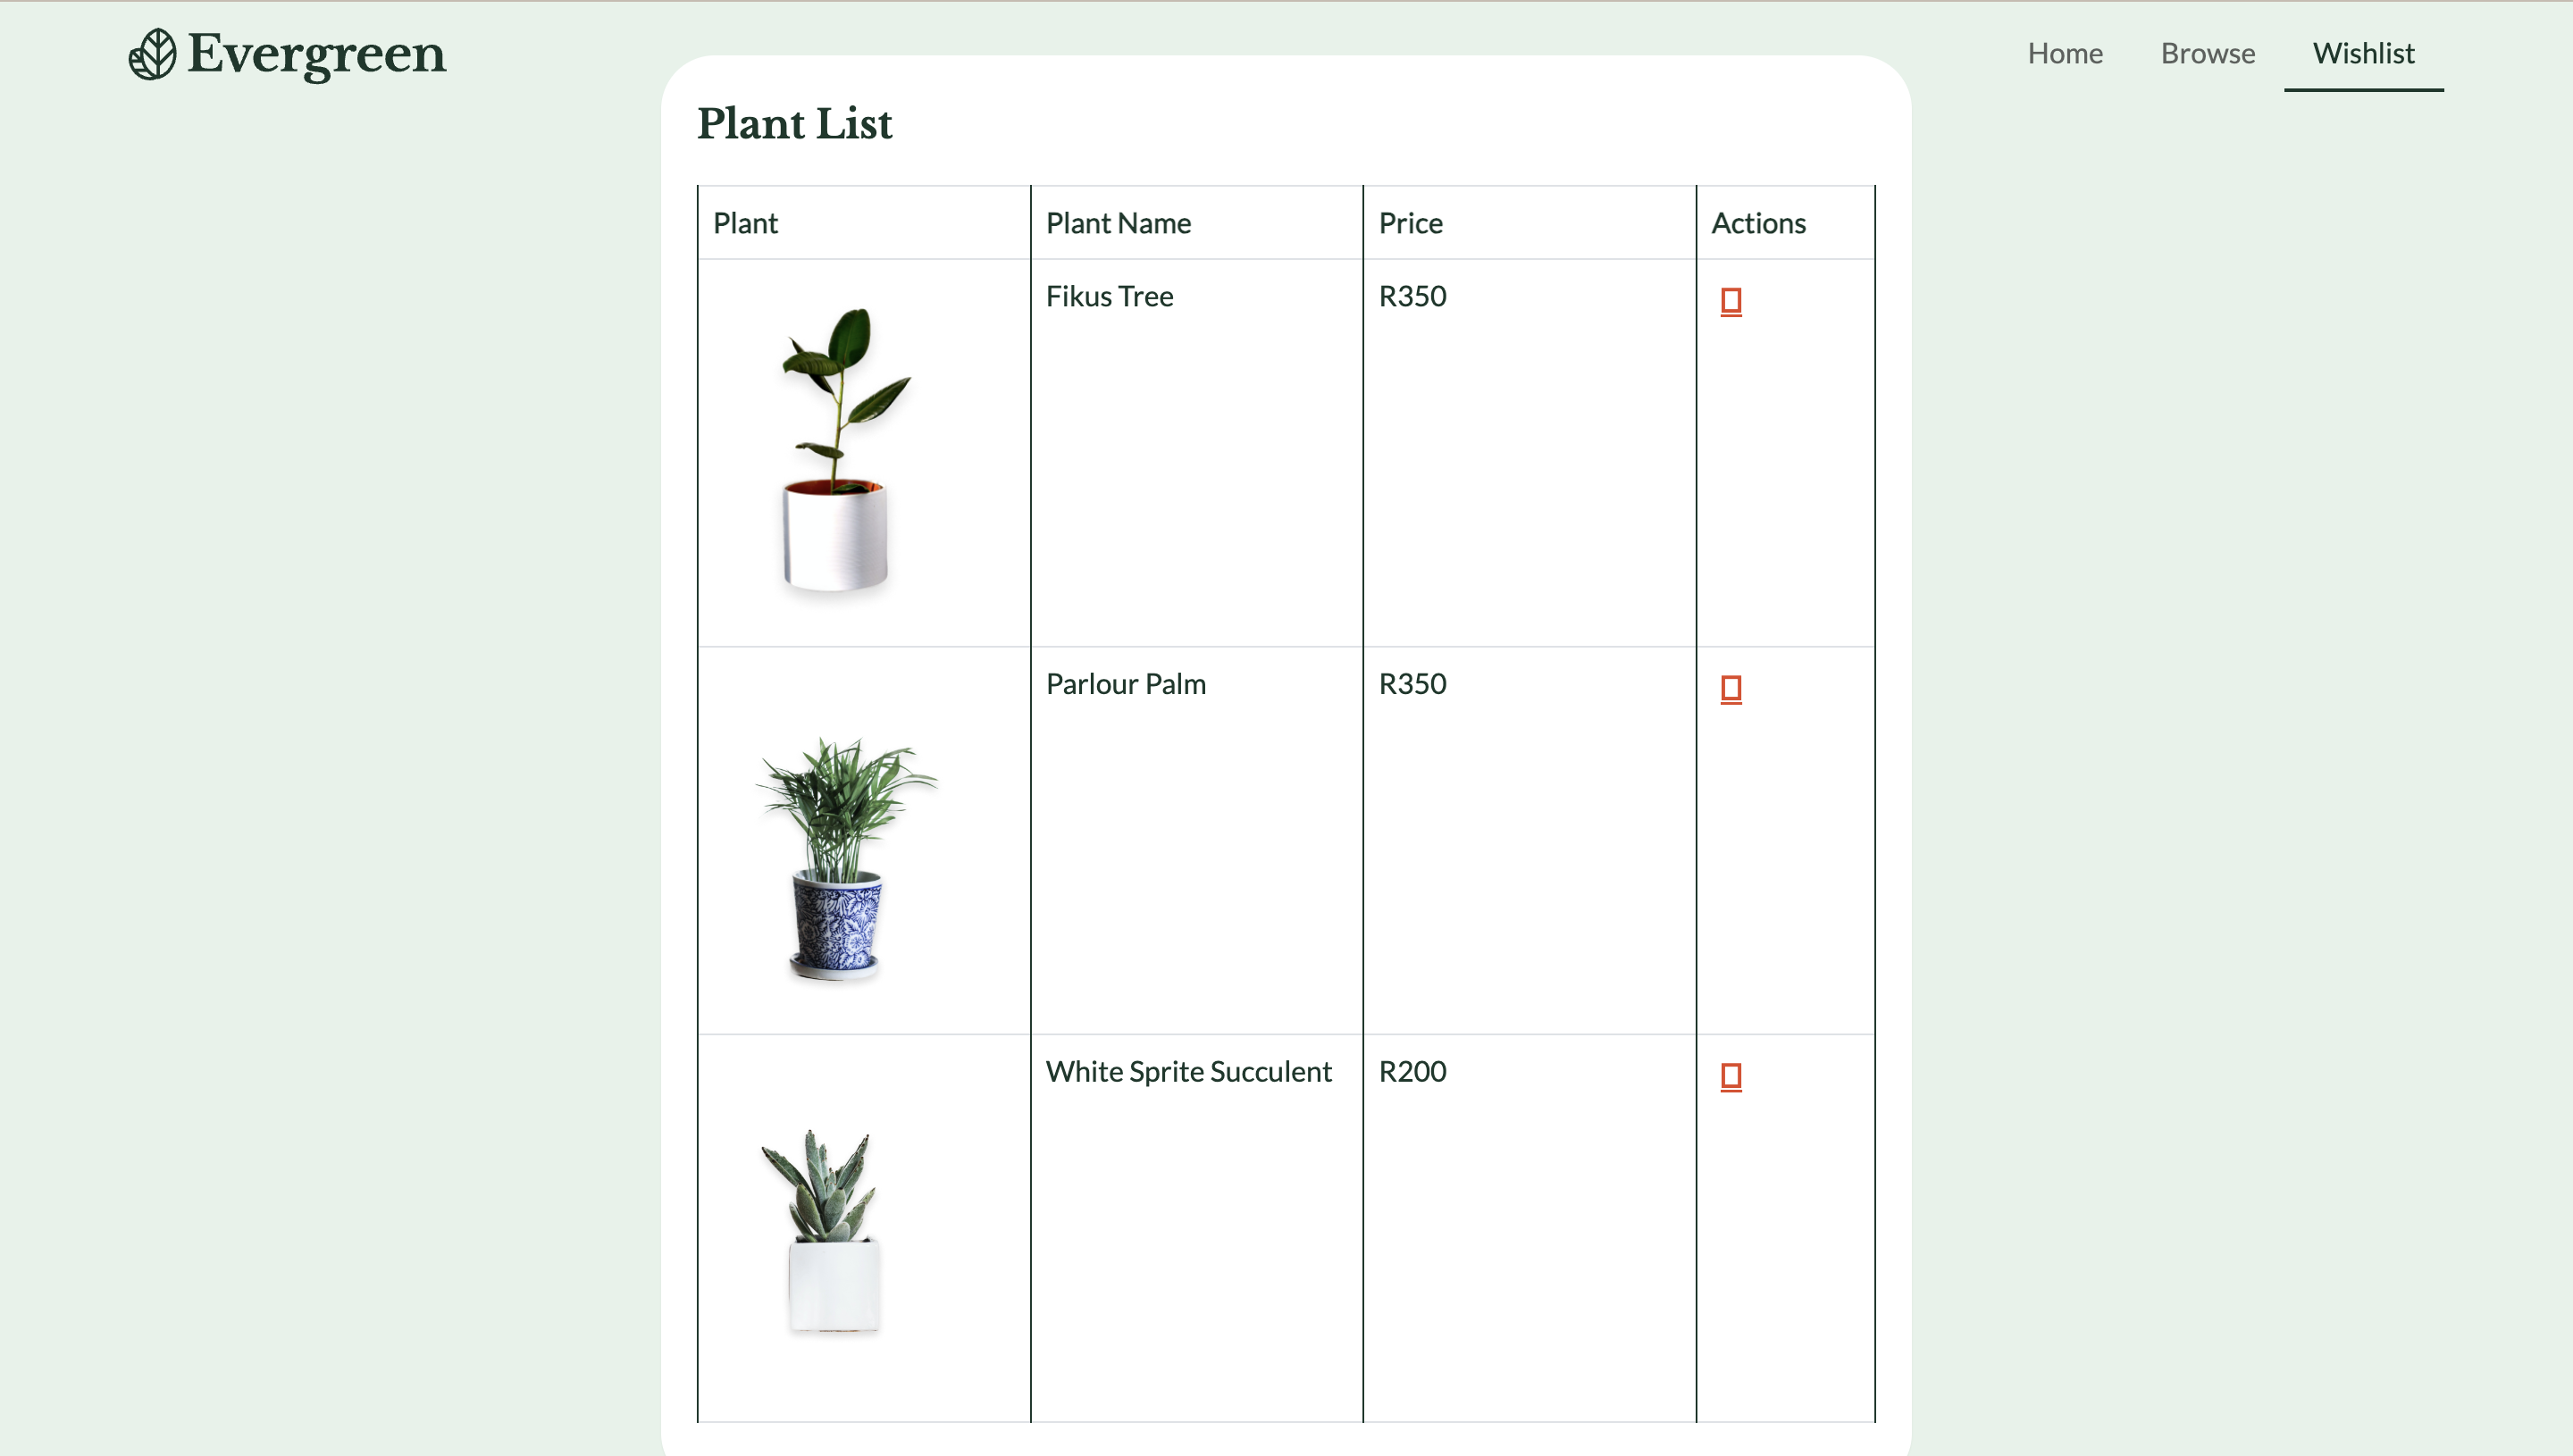 Evergreen
Home Browse Wishlist
Plant List
Plant Plant Name Price Actions
Fikus Tree R350
Parlour Palm R350
White Sprite Succulent R200